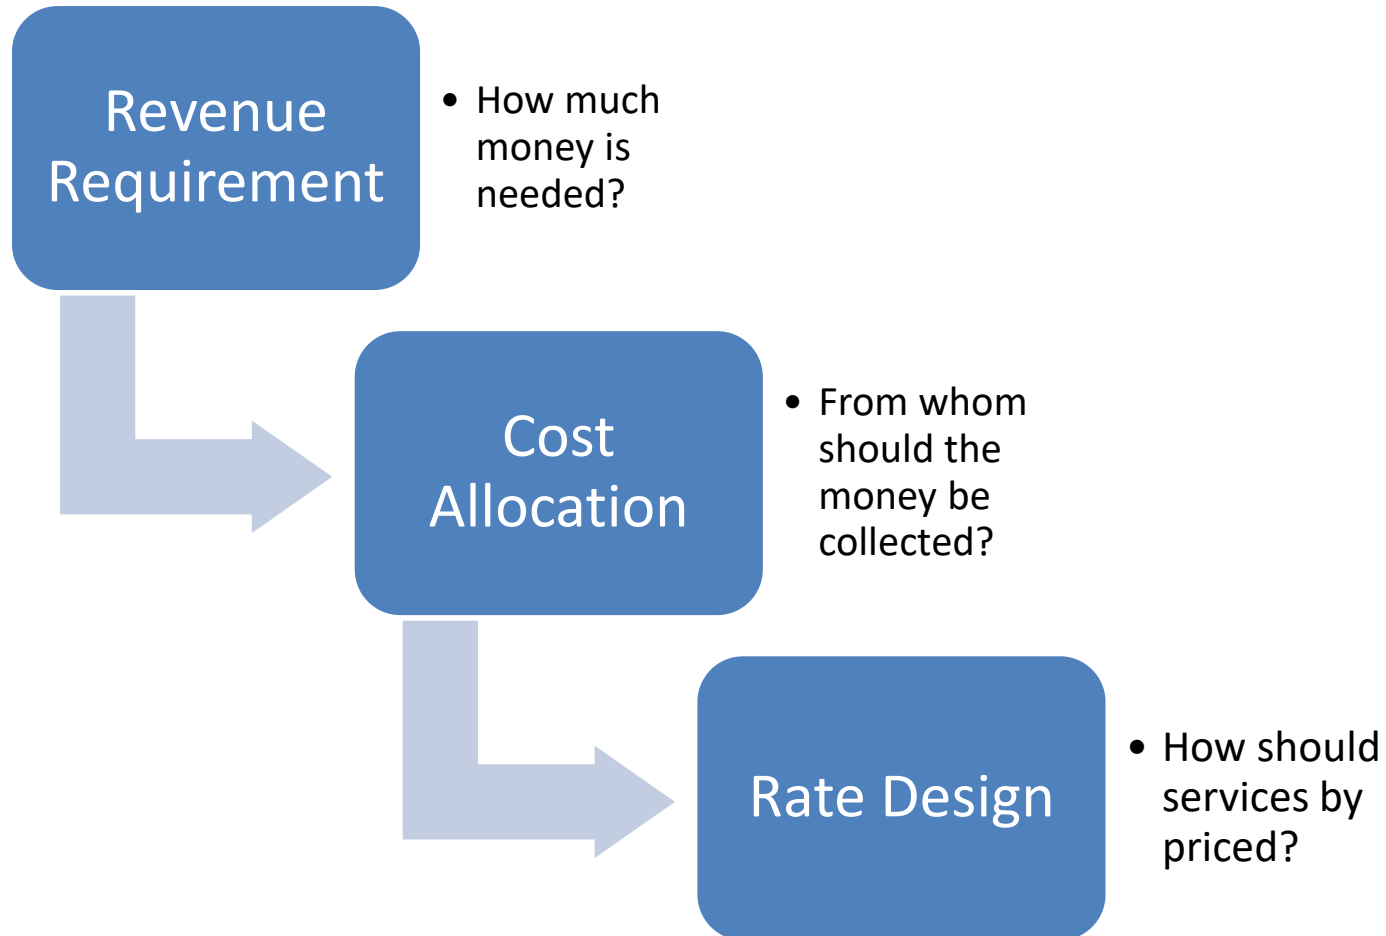 Revenue
Requirement
• How much
money is
needed?
Cost
Allocation
• From whom
should the
money be
collected?
Rate Design
• How should
services by
priced?